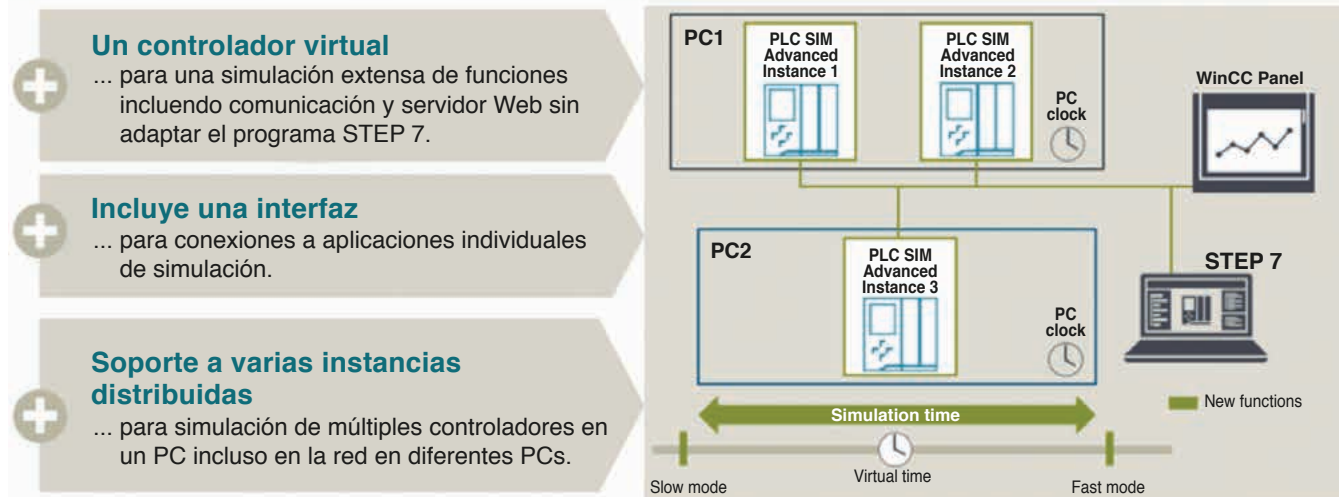 Un controlador virtual
... para una simulación extensa de funciones
incluendo comunicación y servidor Web sin
adaptar el programa STEP 7.
Incluye una interfaz
... para conexiones a aplicaciones individuales
de simulación.
Soporte a varias instancias
distribuidas
... para simulación de múltiples controladores en
un PC incluso en la red en diferentes PCs.
PC1
PLC SIM
Advanced
Instance 1
PLC SIM
Advanced
Instance 2
PC
clock
WinCC Panel
PC2
PLC SIM
Advanced
Instance 3
PC
clock
STEP 7
New functions
Simulation time
Virtual time
Slow mode
Fast mode